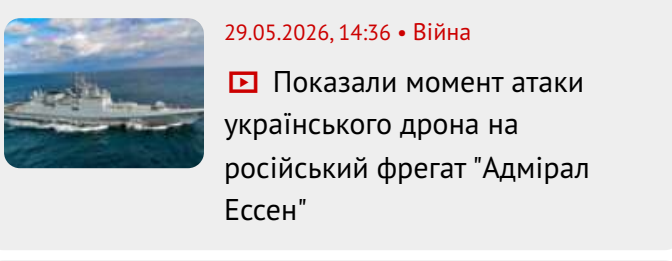 29.05.2026, 14:36 • Війна
Показали момент атаки
українського дрона на
російський фрегат "Адмірал
Ессен"